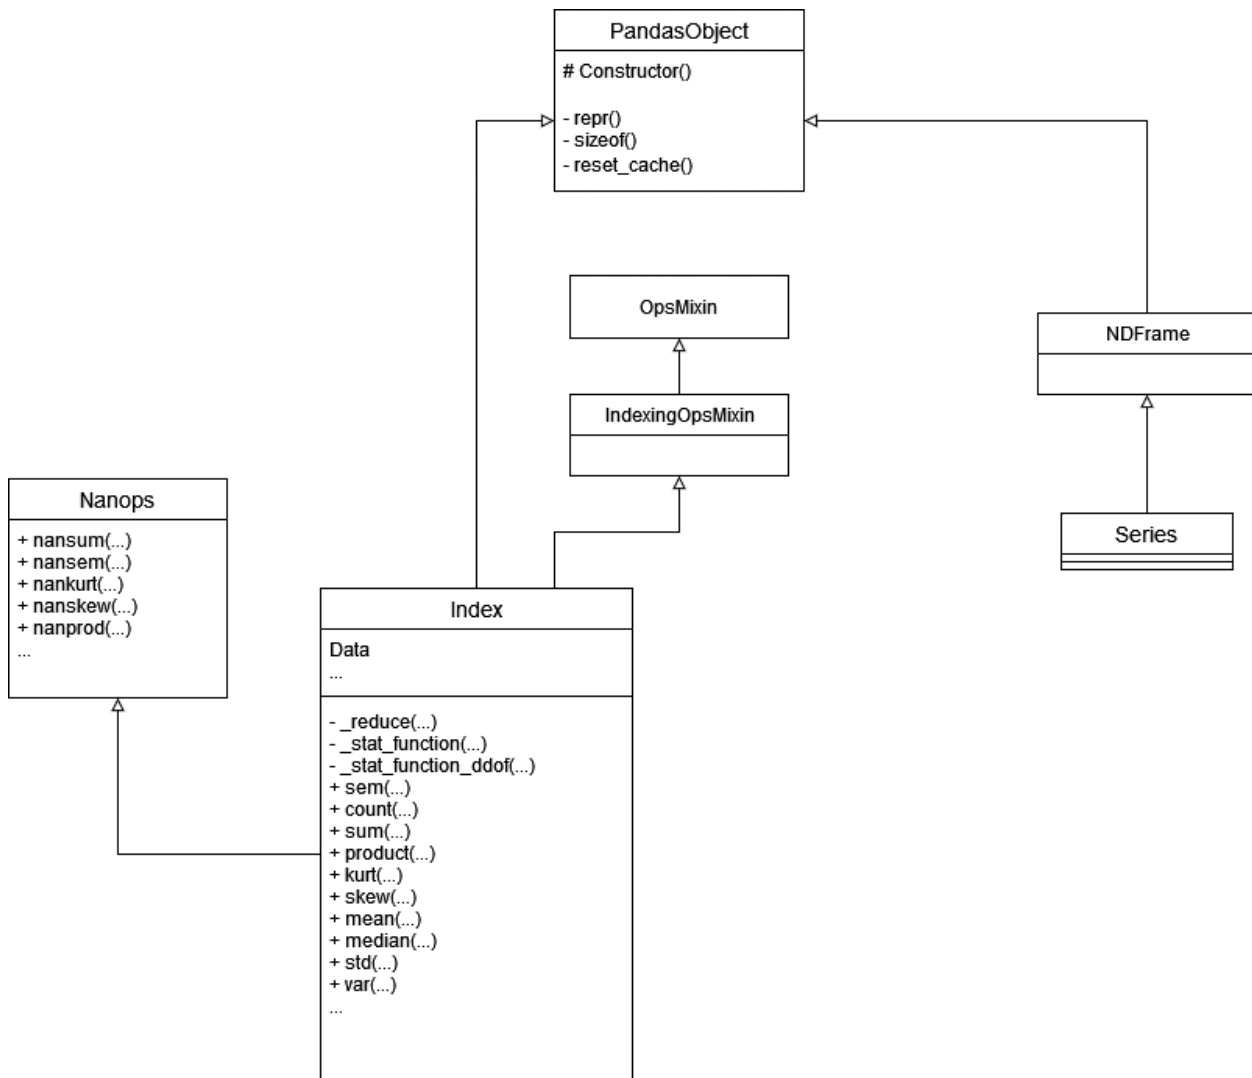 PandasObject
# Constructor()
- repr()
- sizeof()
- reset_cache()
OpsMixin
NDFrame
IndexingOpsMixin
Nanops
+ nansum(...)
+ nansem(...)
+ nankurt(...)
+ nanskew(...)
+ nanprod(...)
...
Series
Index
Data
...
- _reduce(...)
- _stat_function(...)
- _stat_function_ddof(...)
+ sem(...)
+ count(...)
+ sum(...)
+ product(...)
+ kurt(...)
+ skew(...)
+ mean(...)
+ median(...)
+ std(...)
+ var(...)
...